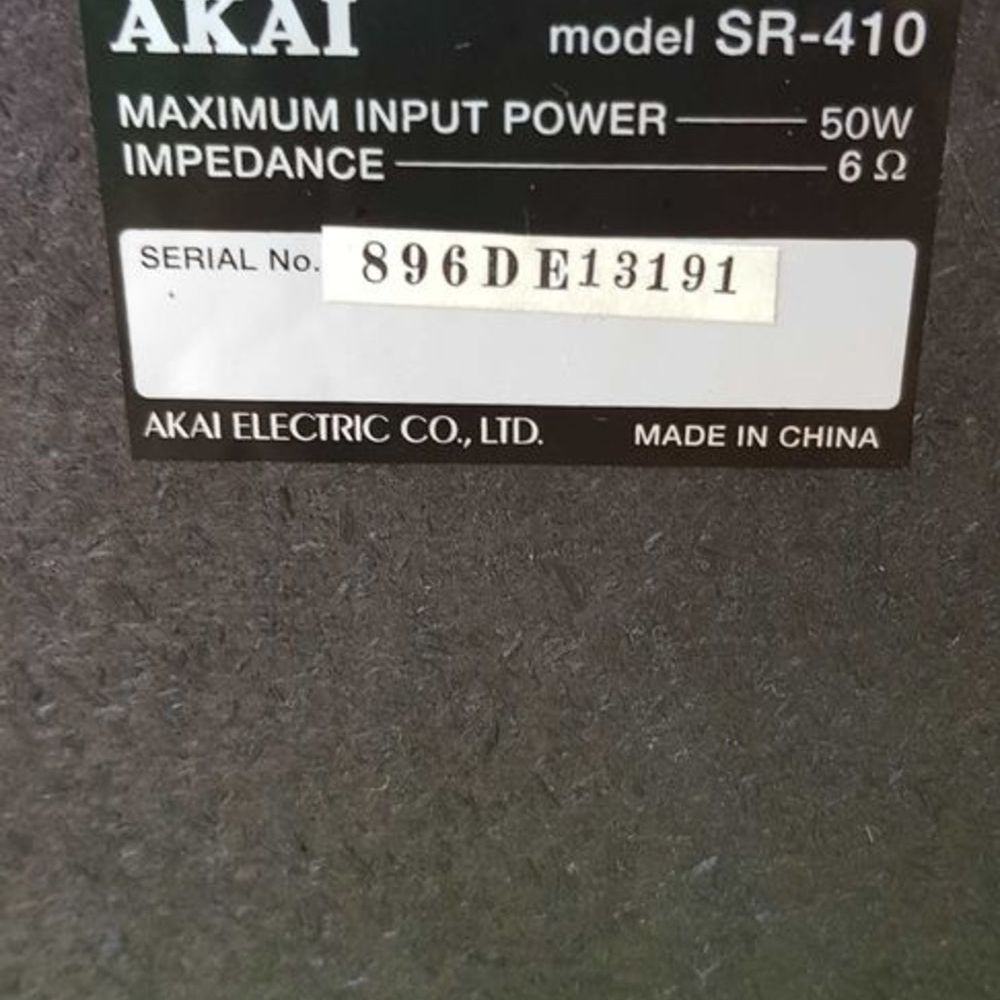 AKAI model SR-410
MAXIMUM INPUT POWER 50W
IMPEDANCE 6 Ω
SERIAL No. 896DE13191
AKAI ELECTRIC CO., LTD. MADE IN CHINA